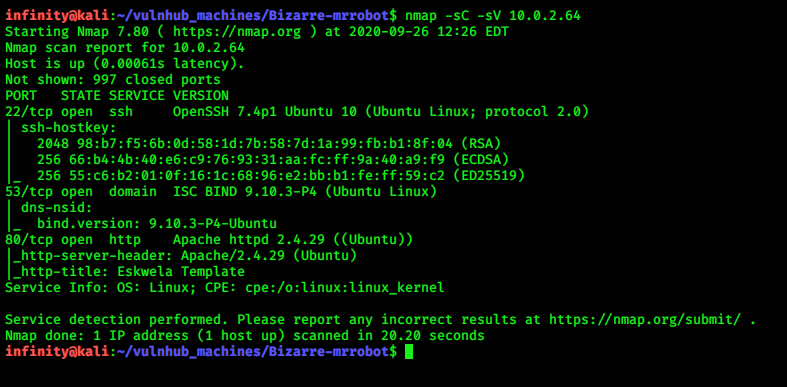 infinity@kali:~/vulnhub_machines/Bizarre-mrrobot$ nmap -sC -sV 10.0.2.64
Starting Nmap 7.80 ( https://nmap.org ) at 2020-09-26 12:26 EDT
Nmap scan report for 10.0.2.64
Host is up (0.00061s latency).
Not shown: 997 closed ports
PORT   STATE SERVICE VERSION
22/tcp open  ssh     OpenSSH 7.4p1 Ubuntu 10 (Ubuntu Linux; protocol 2.0)
| ssh-hostkey:
|   2048 98:b7:f5:6b:0d:58:1d:7b:58:7d:1a:99:fb:b1:8f:04 (RSA)
|   256 66:b4:4b:40:e6:c9:76:93:31:aa:fc:ff:9a:40:a9:f9 (ECDSA)
|_  256 55:c6:b2:01:0f:16:1c:68:96:e2:bb:b1:fe:ff:59:c2 (ED25519)
53/tcp open  domain  ISC BIND 9.10.3-P4 (Ubuntu Linux)
| dns-nsid:
|_  bind.version: 9.10.3-P4-Ubuntu
80/tcp open  http    Apache httpd 2.4.29 ((Ubuntu))
|_http-server-header: Apache/2.4.29 (Ubuntu)
|_http-title: Eskwela Template
Service Info: OS: Linux; CPE: cpe:/o:linux:linux_kernel
Service detection performed. Please report any incorrect results at https://nmap.org/submit/ .
Nmap done: 1 IP address (1 host up) scanned in 20.20 seconds
infinity@kali:~/vulnhub_machines/Bizarre-mrrobot$